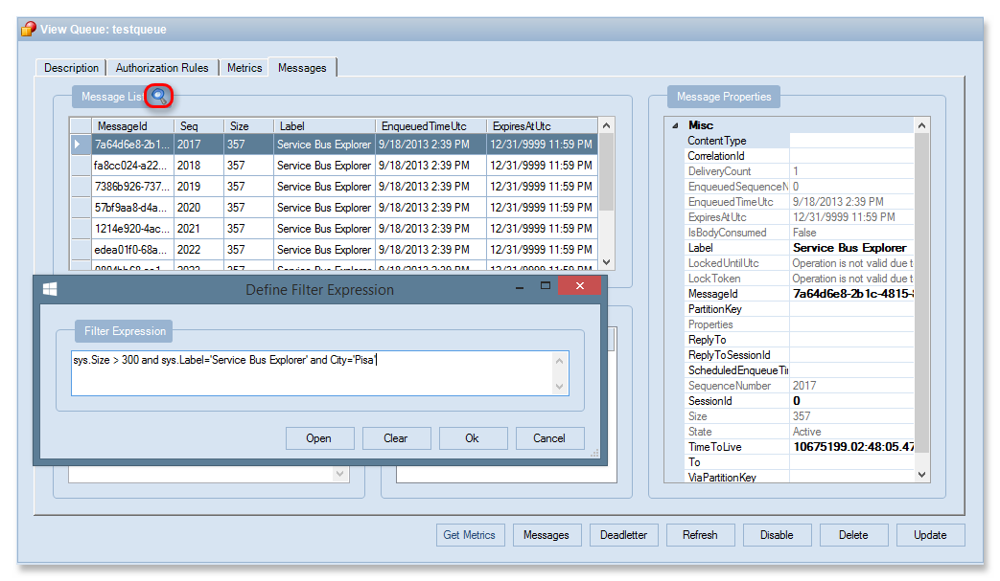 View Queue: testqueue
Description Authorization Rules Metrics Messages
Message List
MessageId Seq Size Label EnqueuedTimeUtc ExpiresAtUtc
7a64d6e8-2b1... 2017 357 Service Bus Explorer 9/18/2013 2:39 PM 12/31/9999 11:59 PM
fa8cc024-a22... 2018 357 Service Bus Explorer 9/18/2013 2:39 PM 12/31/9999 11:59 PM
7386b926-737... 2019 357 Service Bus Explorer 9/18/2013 2:39 PM 12/31/9999 11:59 PM
57bf9aa8-d4a... 2020 357 Service Bus Explorer 9/18/2013 2:39 PM 12/31/9999 11:59 PM
1214e920-4ac... 2021 357 Service Bus Explorer 9/18/2013 2:39 PM 12/31/9999 11:59 PM
edea01f0-68a... 2022 357 Service Bus Explorer 9/18/2013 2:39 PM 12/31/9999 11:59 PM
Define Filter Expression
Filter Expression
sys.Size > 300 and sys.Label='Service Bus Explorer' and City='Pisa'
Open Clear Ok Cancel
Message Properties
Misc
ContentType
CorrelationId
DeliveryCount 1
EnqueuedSequenceN 0
EnqueuedTimeUtc 9/18/2013 2:39 PM
ExpiresAtUtc 12/31/9999 11:59 PM
IsBodyConsumed False
Label Service Bus Explorer
LockedUntilUtc Operation is not valid due t
LockToken Operation is not valid due t
MessageId 7a64d6e8-2b1c-4815-
PartitionKey
Properties
ReplyTo
ReplyToSessionId
ScheduledEnqueueTi
SequenceNumber 2017
SessionId 0
Size 357
State Active
TimeToLive 10675199.02:48:05.47
To
ViaPartitionKey
Get Metrics Messages Deadletter Refresh Disable Delete Update